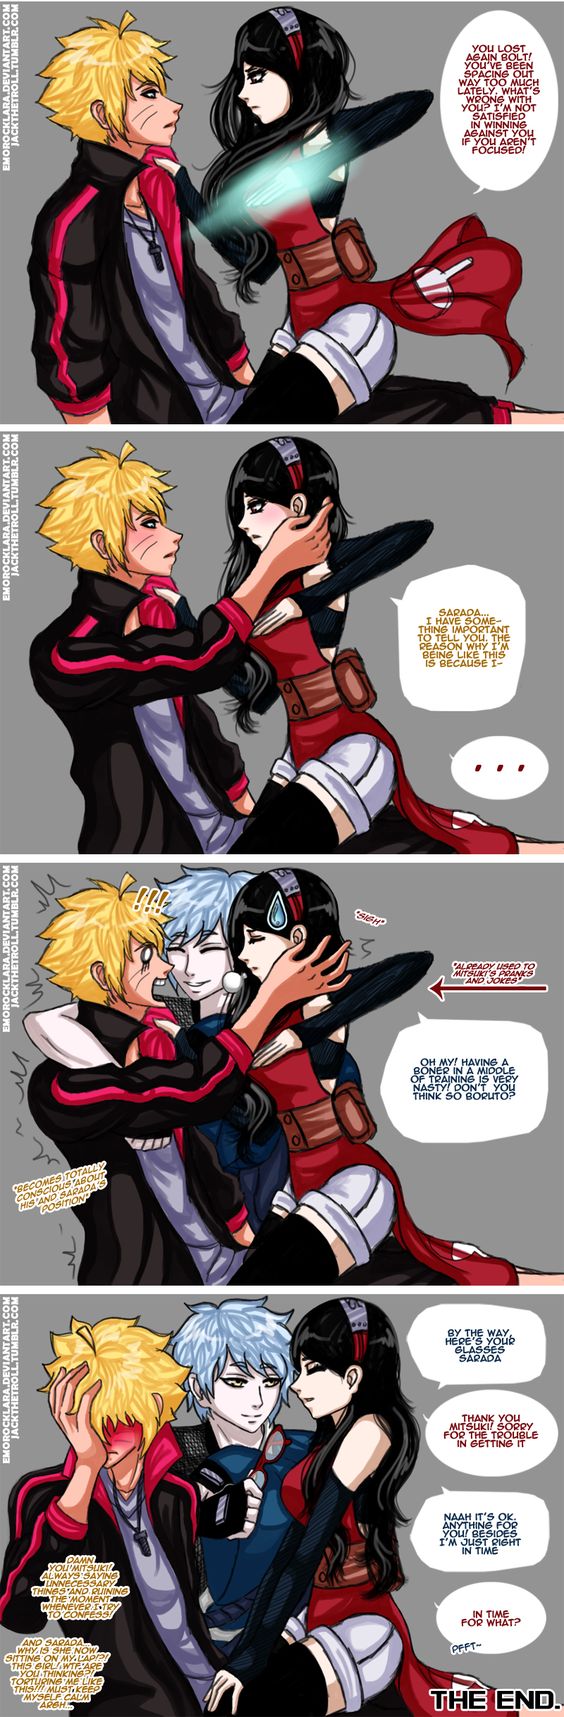 EMOROCKLARA.DEVIANTART.COM
JACKTHETROLL.TUMBLR.COM
YOU LOST
AGAIN BOLT!
YOU'VE BEEN
SPACING OUT
WAY TOO MUCH
LATELY. WHAT'S
WRONG WITH
YOU? I'M NOT
SATISFIED
IN WINNING
AGAINST YOU
IF YOU AREN'T
FOCUSED!
EMOROCKLARA.DEVIANTART.COM
JACKTHETROLL.TUMBLR.COM
SARADA...
I HAVE SOME-
THING IMPORTANT
TO TELL YOU. THE
REASON WHY I'M
BEING LIKE THIS
IS BECAUSE I-
...
EMOROCKLARA.DEVIANTART.COM
JACKTHETROLL.TUMBLR.COM
!!!
*SIGH*
*ALREADY USED TO
MITSUKI'S PRANKS
AND JOKES*
OH MY! HAVING A
BONER IN A MIDDLE
OF TRAINING IS VERY
NASTY! DON'T YOU
THINK SO BORUTO?
*BECOMES TOTALLY
CONSCIOUS ABOUT
HIS AND SARADA'S
POSITION*
EMOROCKLARA.DEVIANTART.COM
JACKTHETROLL.TUMBLR.COM
BY THE WAY,
HERE'S YOUR
GLASSES
SARADA
THANK YOU
MITSUKI! SORRY
FOR THE TROUBLE
IN GETTING IT
NAAH IT'S OK.
ANYTHING FOR
YOU! BESIDES
I'M JUST RIGHT
IN TIME
IN TIME
FOR WHAT?
PFFT~
DAMN
YOU MITSUKI!
ALWAYS SAYING
UNNECESSARY
THINGS AND RUINING
THE MOMENT
WHENEVER I TRY
TO CONFESS!
AND SARADA...
WHY IS SHE NOW
SITTING ON MY LAP!?!
THIS GIRL! WTF ARE
YOU THINKING?!
TORTURING ME LIKE
THIS!!! MUST KEEP
MYSELF CALM
ARGH...
THE END.